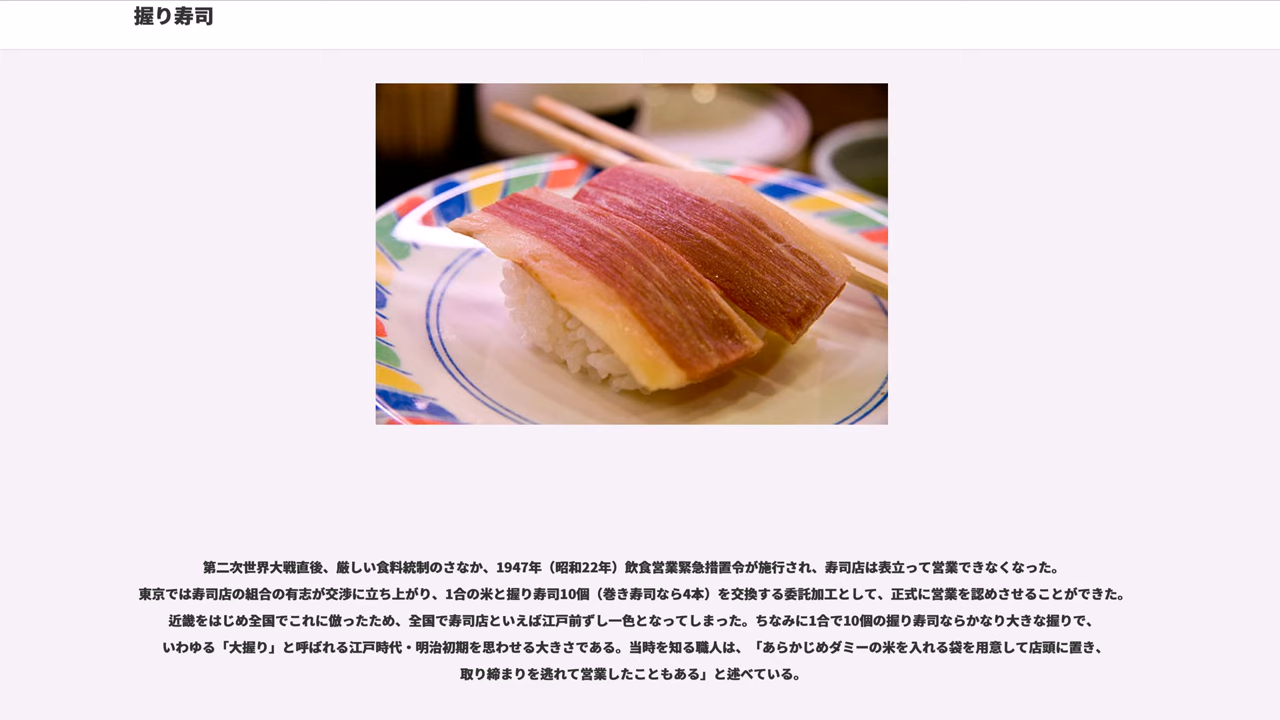 握り寿司
第二次世界大戦直後、厳しい食料統制のさなか、1947年（昭和22年）飲食営業緊急措置令が施行され、寿司店は表立って営業できなくなった。
東京では寿司店の組合の有志が交渉に立ち上がり、1合の米と握り寿司10個（巻き寿司なら4本）を交換する委託加工として、正式に営業を認めさせることができた。
近畿をはじめ全国でこれに倣ったため、全国で寿司店といえば江戸前ずし一色となってしまった。ちなみに1合で10個の握り寿司ならかなり大きな握りで、
いわゆる「大握り」と呼ばれる江戸時代・明治初期を思わせる大きさである。当時を知る職人は、「あらかじめダミーの米を入れる袋を用意して店頭に置き、
取り締まりを逃れて営業したこともある」と述べている。